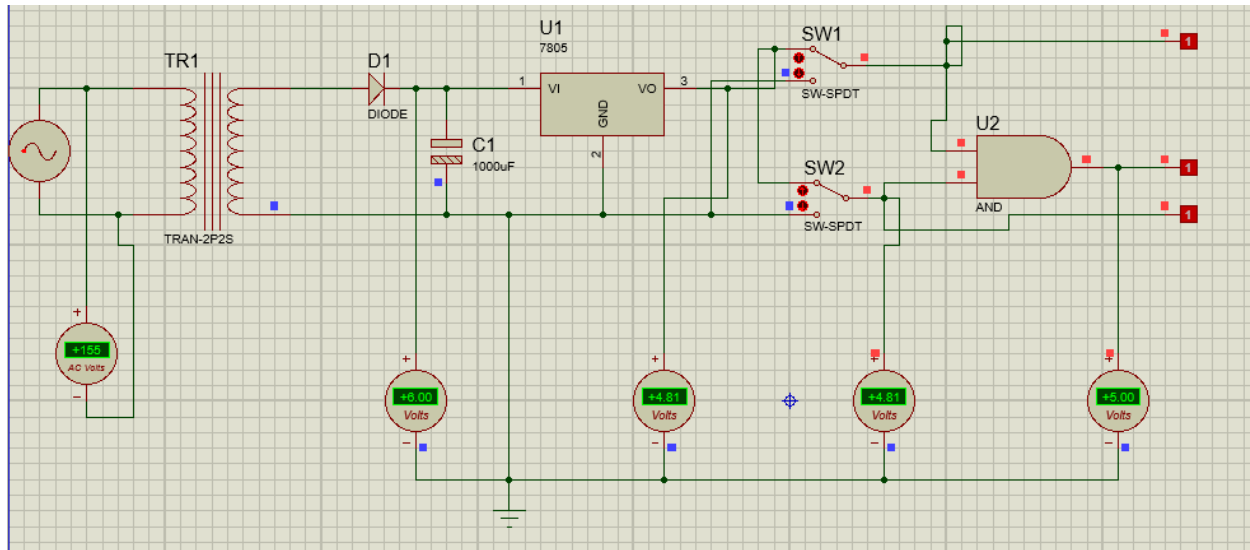 U1
7805
SW1
TR1
D1
1
VI
VO
3
GND
2
DIODE
SW-SPDT
1
C1
1000uF
U2
SW2
1
AND
1
SW-SPDT
TRAN-2P2S
+
+155
AC Volts
−
+
+6.00
Volts
−
+
+4.81
Volts
−
+
+4.81
Volts
−
+
+5.00
Volts
−